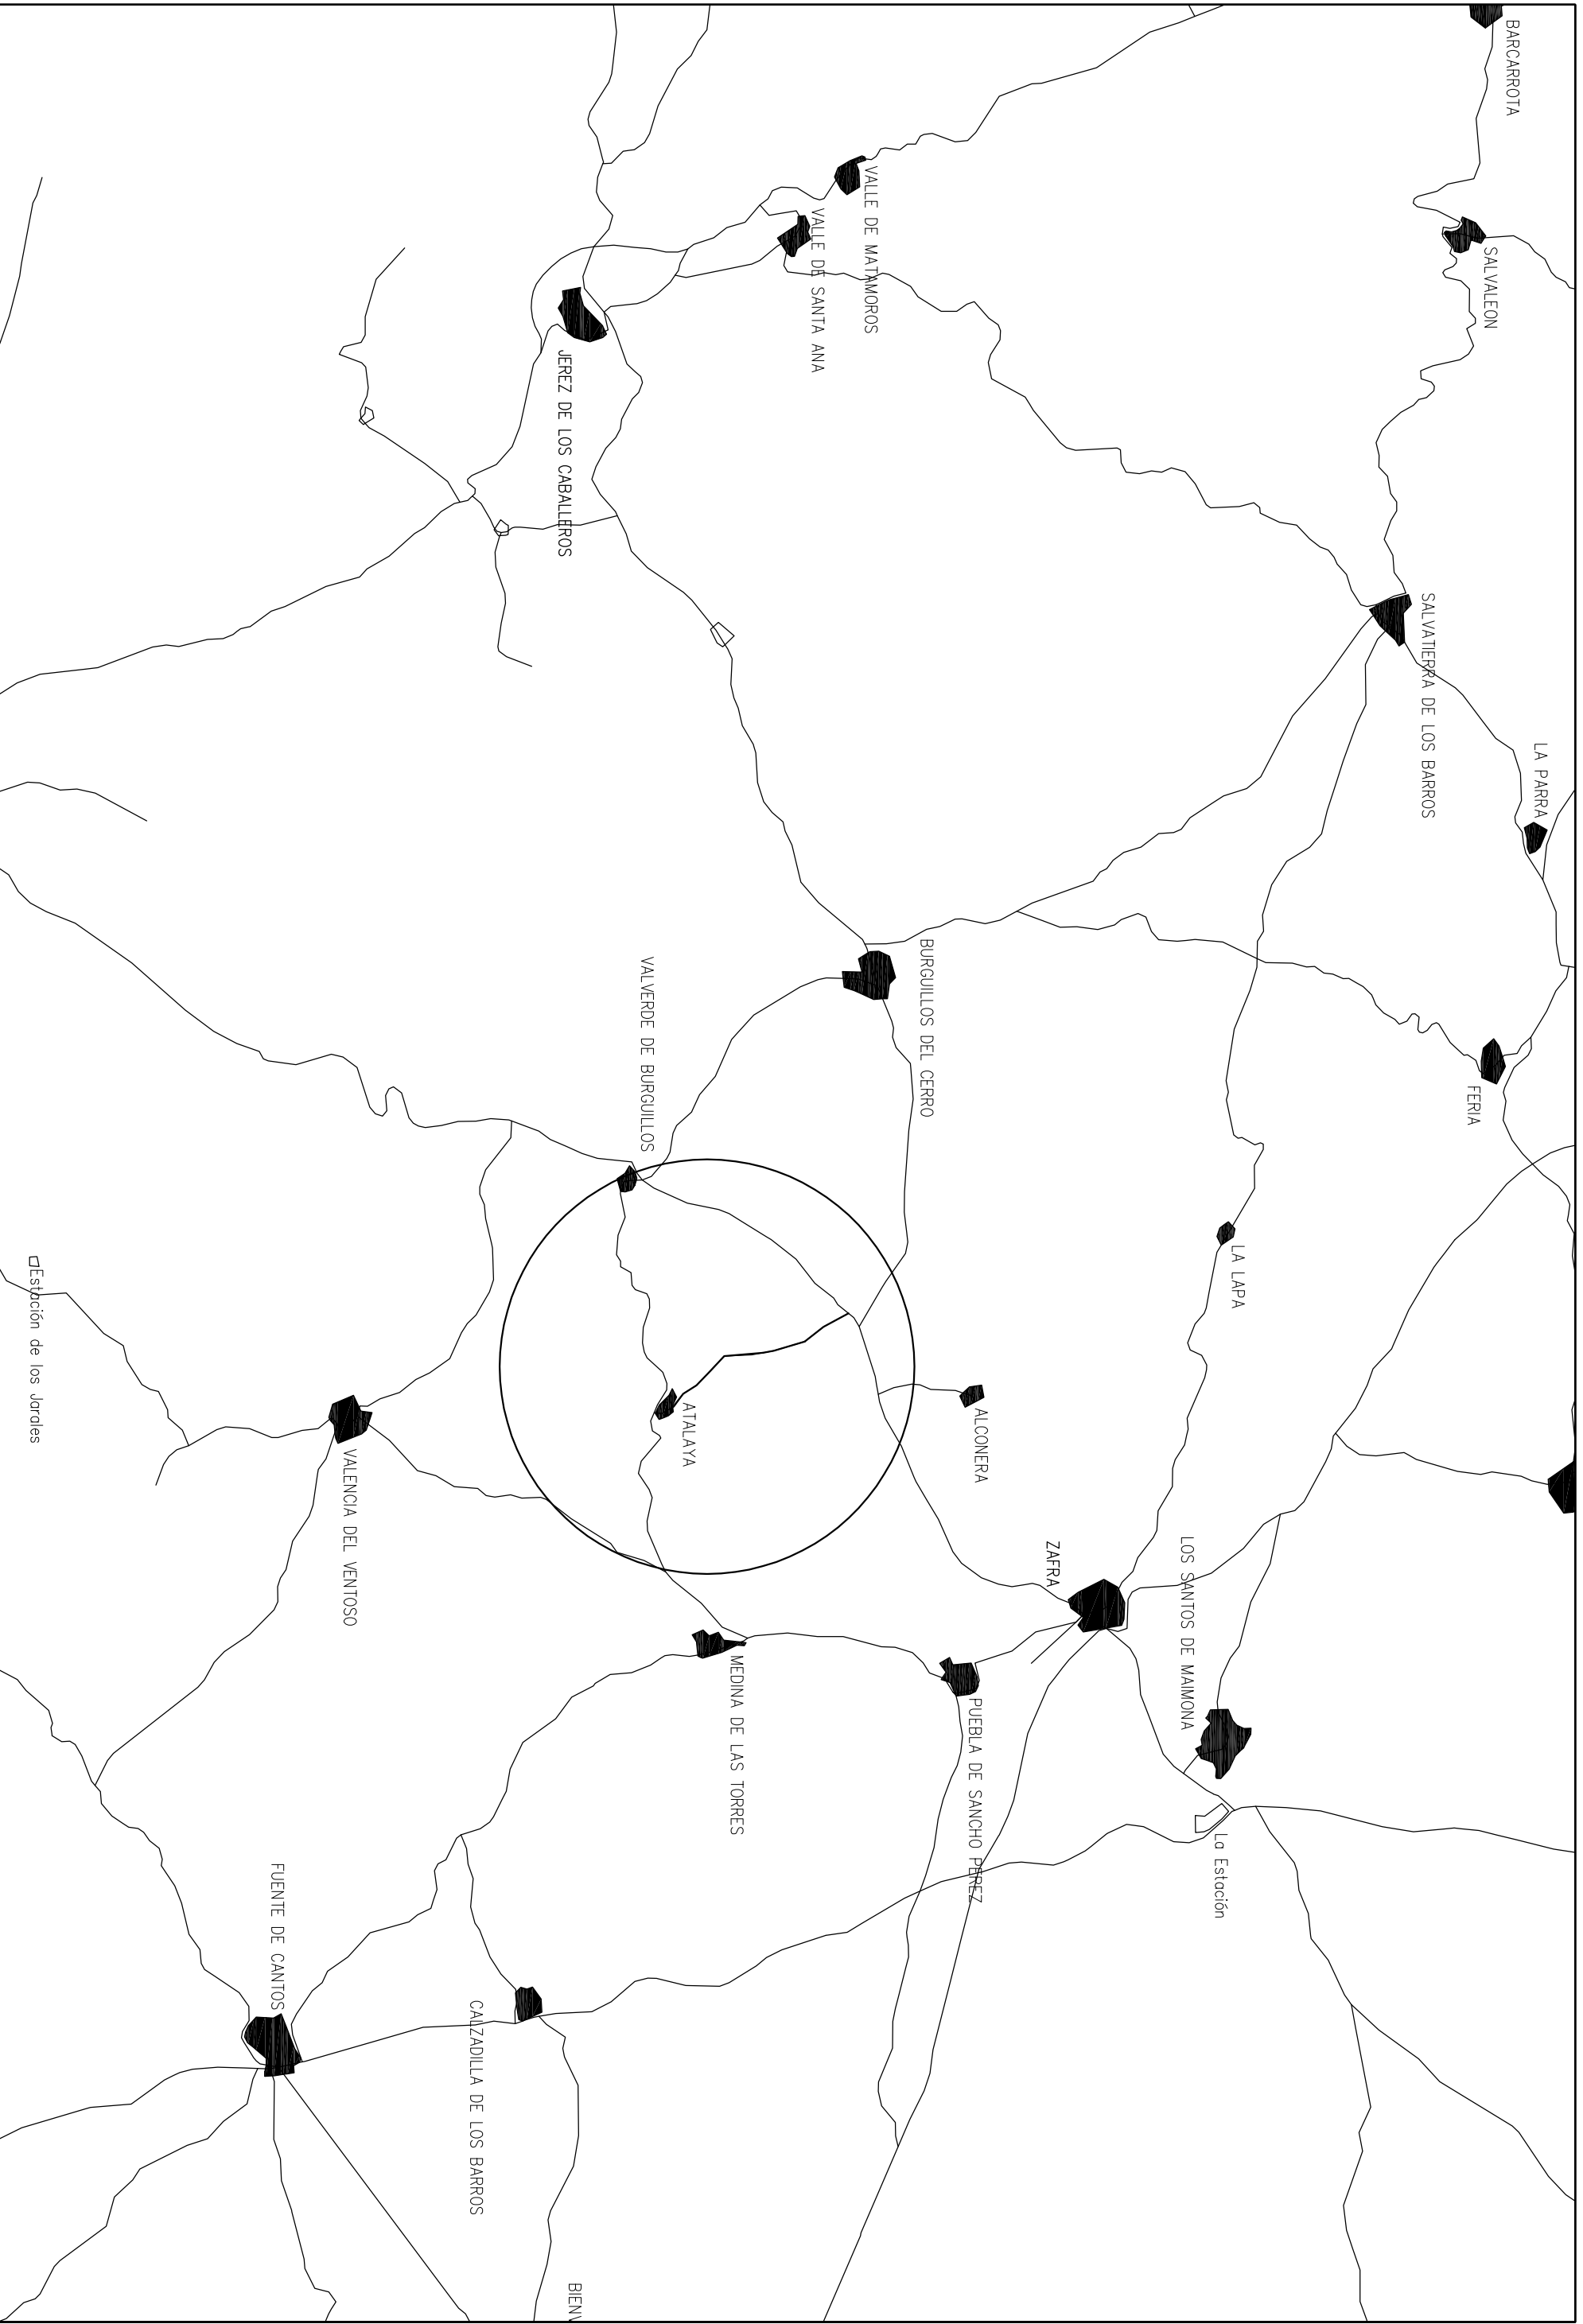 BARCARROTA
SALVALEON
VALLE DE MATAMOROS
VALLE DE SANTA ANA
JEREZ DE LOS CABALLEROS
SALVATIERRA DE LOS BARROS
LA PARRA
BURGUILLOS DEL CERRO
VALVERDE DE BURGUILLOS
FERIA
LA LAPA
Estación de los Jarales
ATALAYA
ALCONERA
VALENCIA DEL VENTOSO
ZAFRA
LOS SANTOS DE MAIMONA
MEDINA DE LAS TORRES
PUEBLA DE SANCHO PEREZ
La Estación
FUENTE DE CANTOS
CALZADILLA DE LOS BARROS